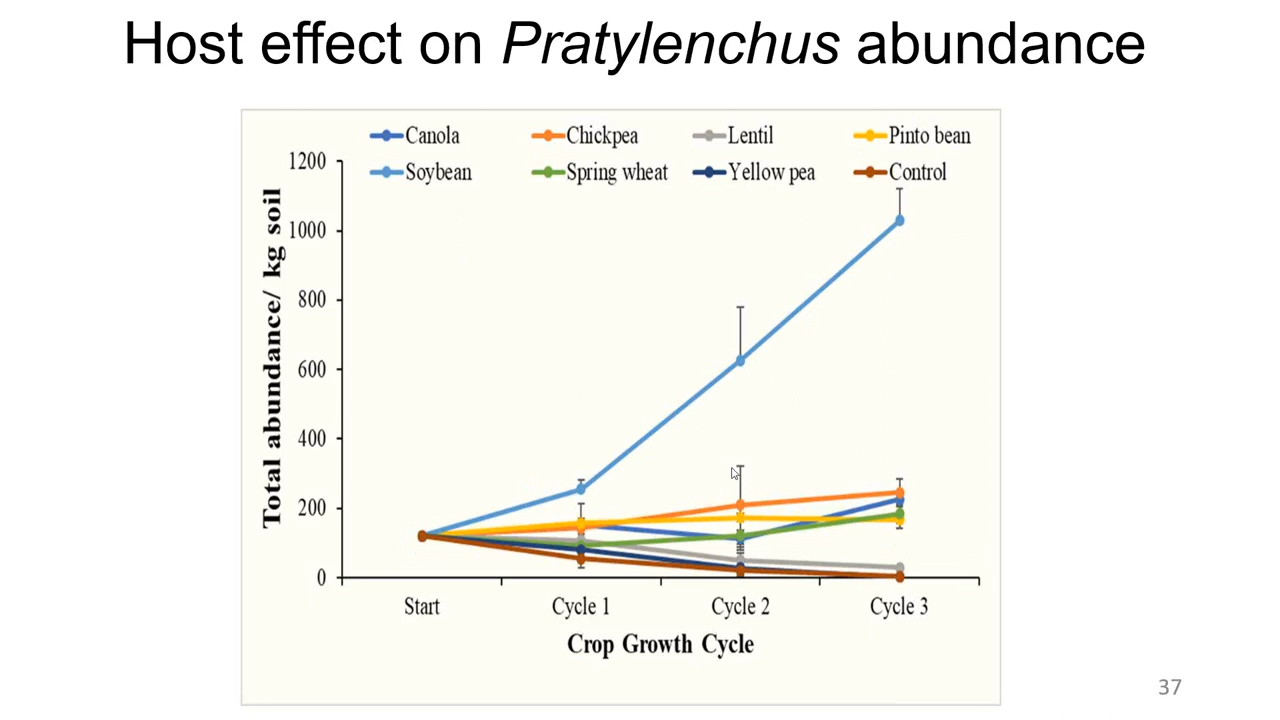 Host effect on Pratylenchus abundance
Canola Chickpea Lentil Pinto bean
Soybean Spring wheat Yellow pea Control
Total abundance/ kg soil
1200
1000
800
600
400
200
0
Start Cycle 1 Cycle 2 Cycle 3
Crop Growth Cycle
37